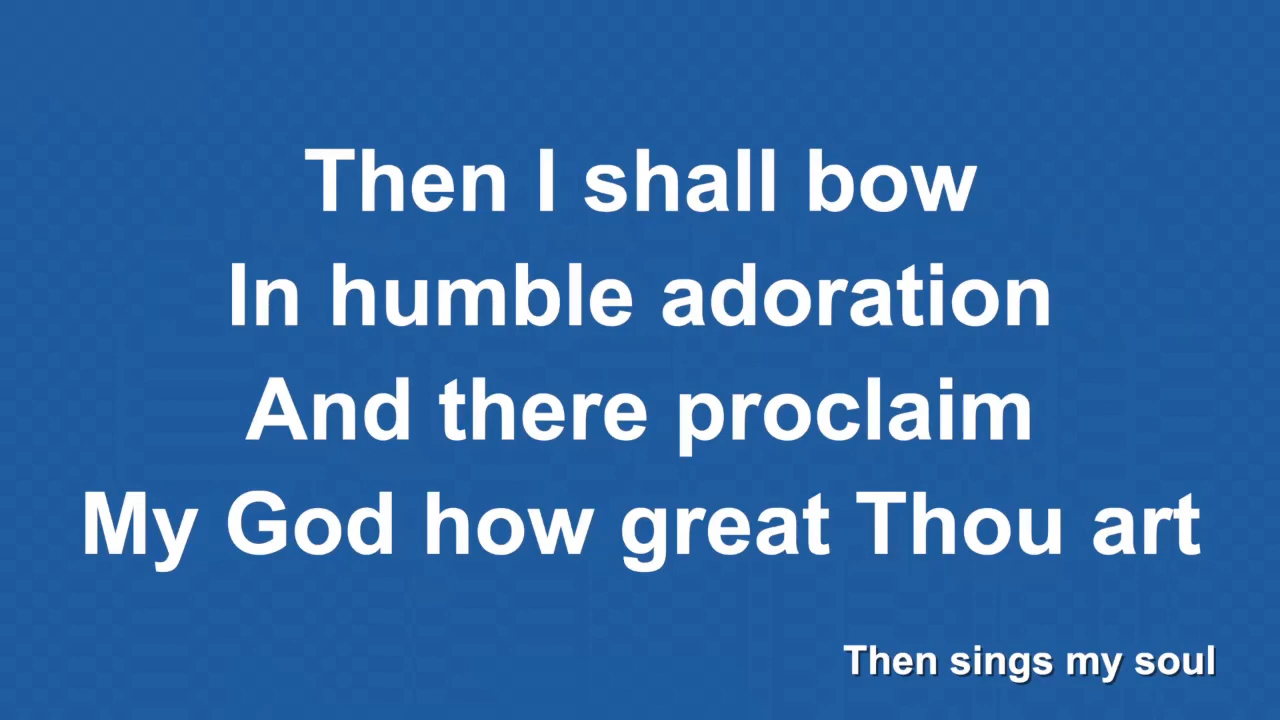 Then I shall bow
In humble adoration
And there proclaim
My God how great Thou art
Then sings my soul